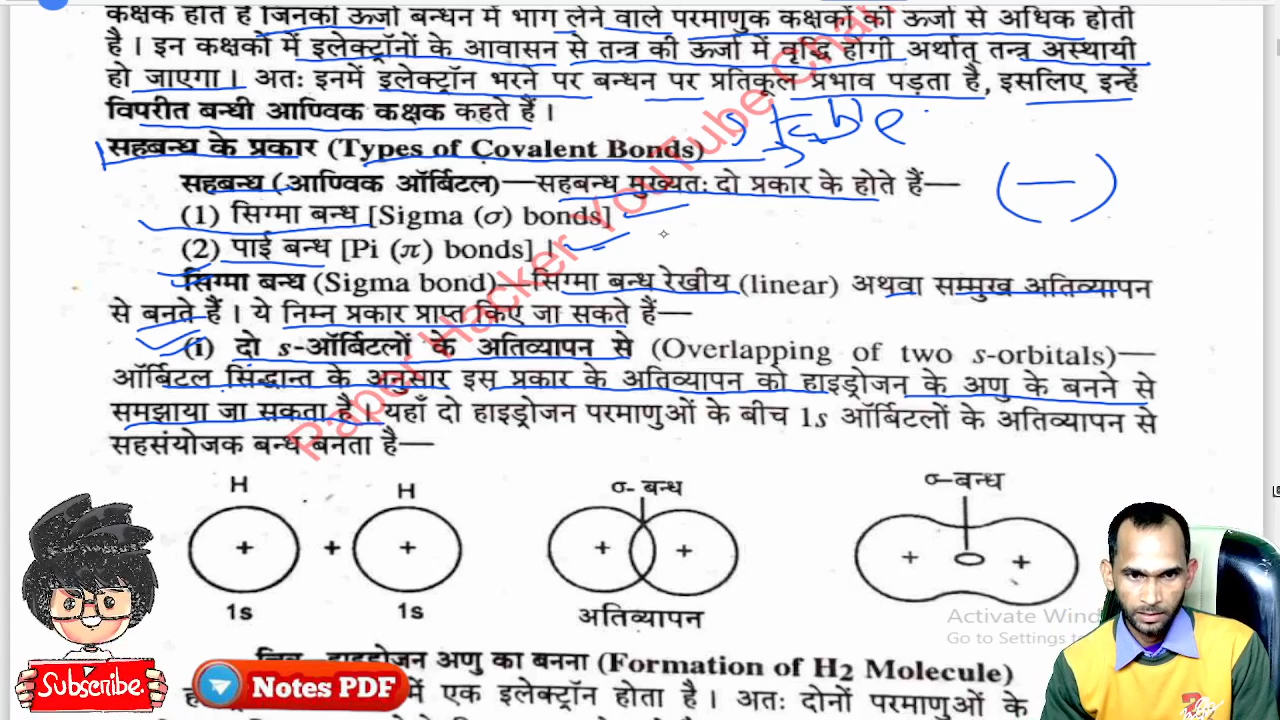 कक्षक होते हैं जिनकी ऊर्जा बन्धन में भाग लेने वाले परमाणुक कक्षकों की ऊर्जा से अधिक होती
है। इन कक्षकों में इलेक्ट्रॉनों के आवासन से तन्त्र की ऊर्जा में वृद्धि होगी अर्थात् तन्त्र अस्थायी
हो जाएगा। अतः इनमें इलेक्ट्रॉन भरने पर बन्धन पर प्रतिकूल प्रभाव पड़ता है, इसलिए इन्हें
विपरीत बन्धी आण्विक कक्षक कहते हैं।
stable
सहबन्ध के प्रकार (Types of Covalent Bonds)
सहबन्ध (आण्विक ऑर्बिटल)—सहबन्ध मुख्यतः दो प्रकार के होते हैं—
(1) सिग्मा बन्ध [Sigma (σ) bonds]
(2) पाई बन्ध [Pi (π) bonds]।
सिग्मा बन्ध (Sigma bond)—सिग्मा बन्ध रेखीय (linear) अथवा सम्मुख अतिव्यापन
से बनते हैं। ये निम्न प्रकार प्राप्त किए जा सकते हैं—
(i) दो s-ऑर्बिटलों के अतिव्यापन से (Overlapping of two s-orbitals)—
ऑर्बिटल सिद्धान्त के अनुसार इस प्रकार के अतिव्यापन को हाइड्रोजन के अणु के बनने से
समझाया जा सकता है। यहाँ दो हाइड्रोजन परमाणुओं के बीच 1s ऑर्बिटलों के अतिव्यापन से
सहसंयोजक बन्ध बनता है—
Paper Hacker YouTube
H H σ- बन्ध σ-बन्ध
+ + + + + + +
1s 1s अतिव्यापन
Activate Wind
Go to Settings t
हाइड्रोजन अणु का बनना (Formation of H2 Molecule)
में एक इलेक्ट्रॉन होता है। अतः दोनों परमाणुओं के
Subscribe.
Notes PDF